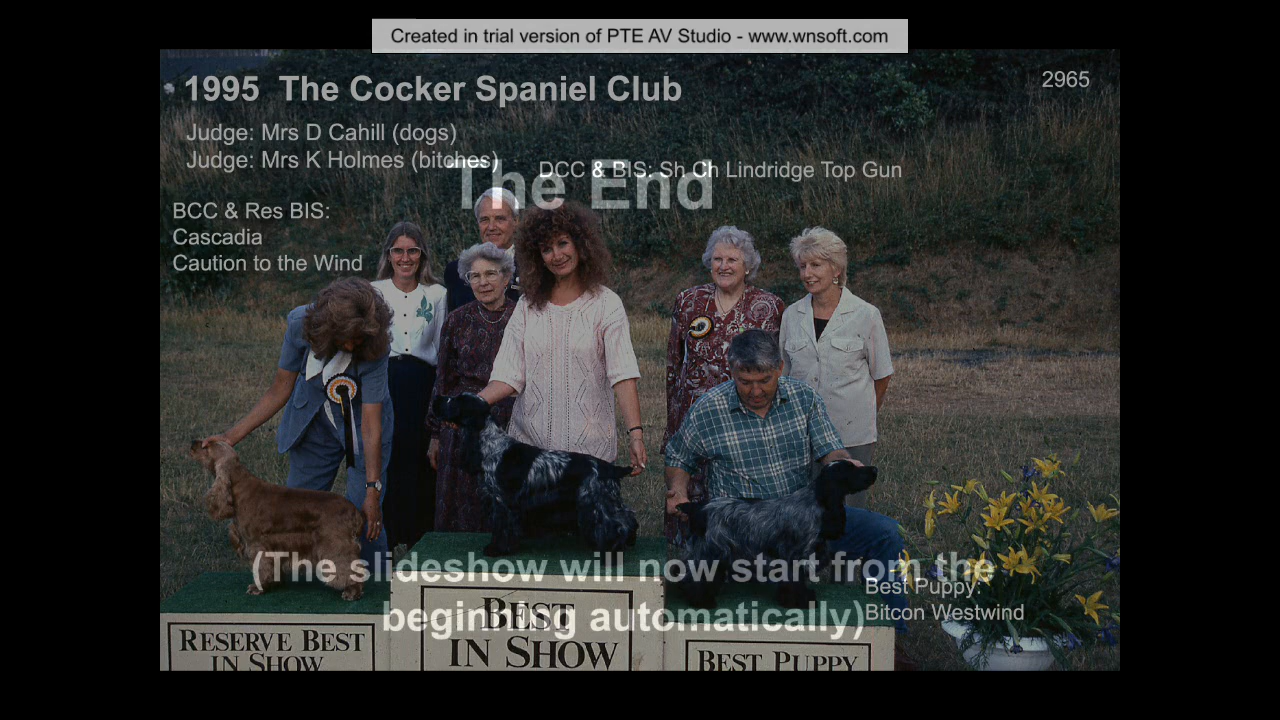 Created in trial version of PTE AV Studio - www.wnsoft.com
1995 The Cocker Spaniel Club
2965
Judge: Mrs D Cahill (dogs)
Judge: Mrs K Holmes (bitches)
DCC & BIS: Sh Ch Lindridge Top Gun
The End
BCC & Res BIS:
Cascadia
Caution to the Wind
(The slideshow will now start from the
beginning automatically)
Best Puppy:
Bitcon Westwind
RESERVE BEST
IN SHOW
BEST
IN SHOW
BEST PUPPY